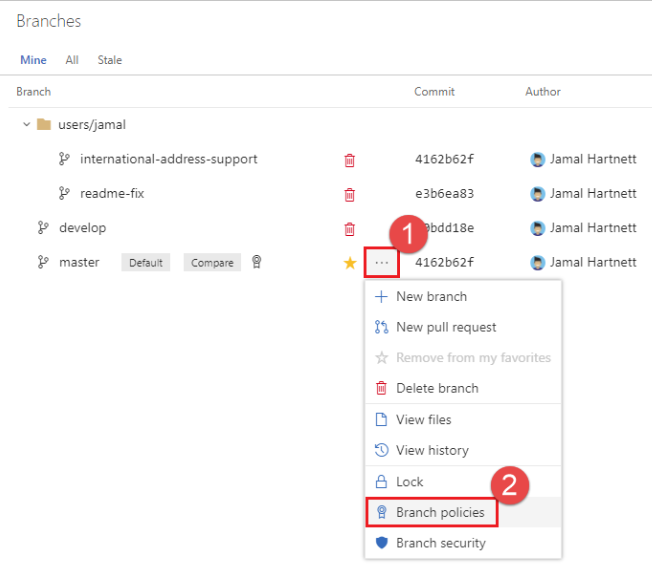 Branches
Mine All Stale
Branch Commit Author
users/jamal
international-address-support 4162b62f Jamal Hartnett
readme-fix e3b6ea83 Jamal Hartnett
develop bdd18e Jamal Hartnett
1
master Default Compare ... 4162b62f Jamal Hartnett
New branch
New pull request
Remove from my favorites
Delete branch
View files
View history
Lock
2
Branch policies
Branch security